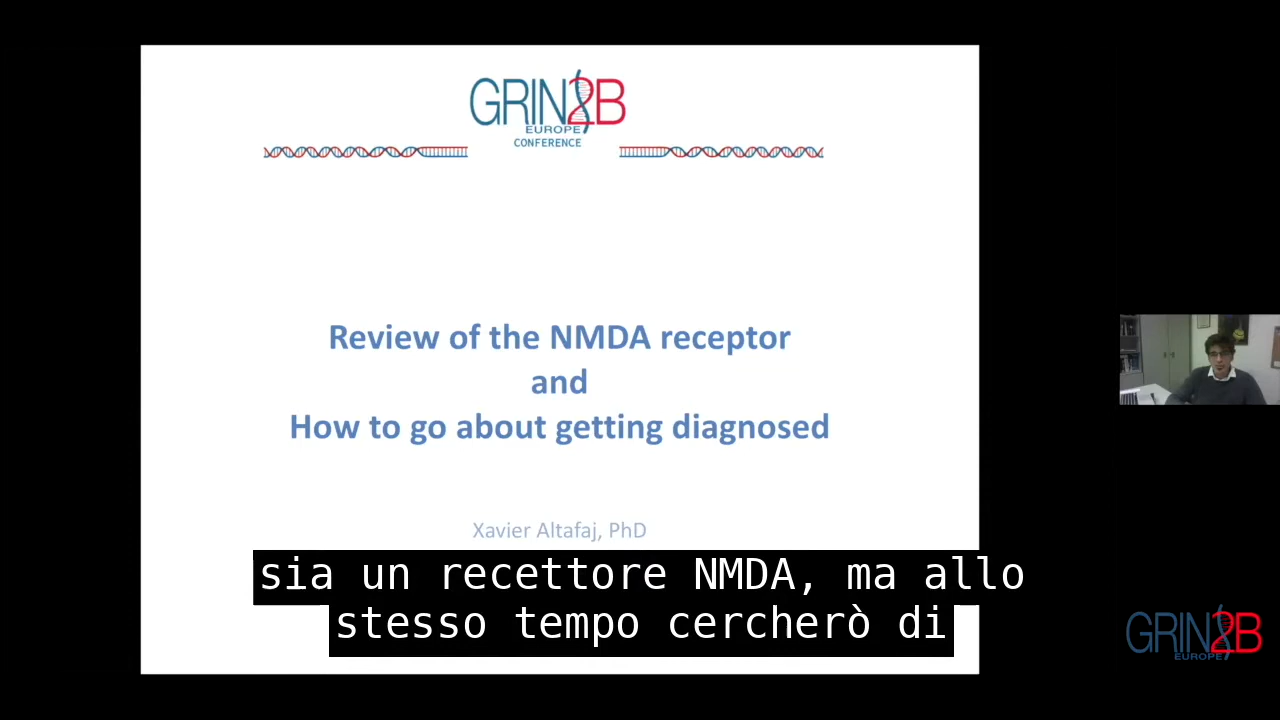 GRIN2B
EUROPE
CONFERENCE
Review of the NMDA receptor
and
How to go about getting diagnosed
Xavier Altafaj, PhD
sia un recettore NMDA, ma allo
stesso tempo cercherò di
GRIN2B
EUROPE